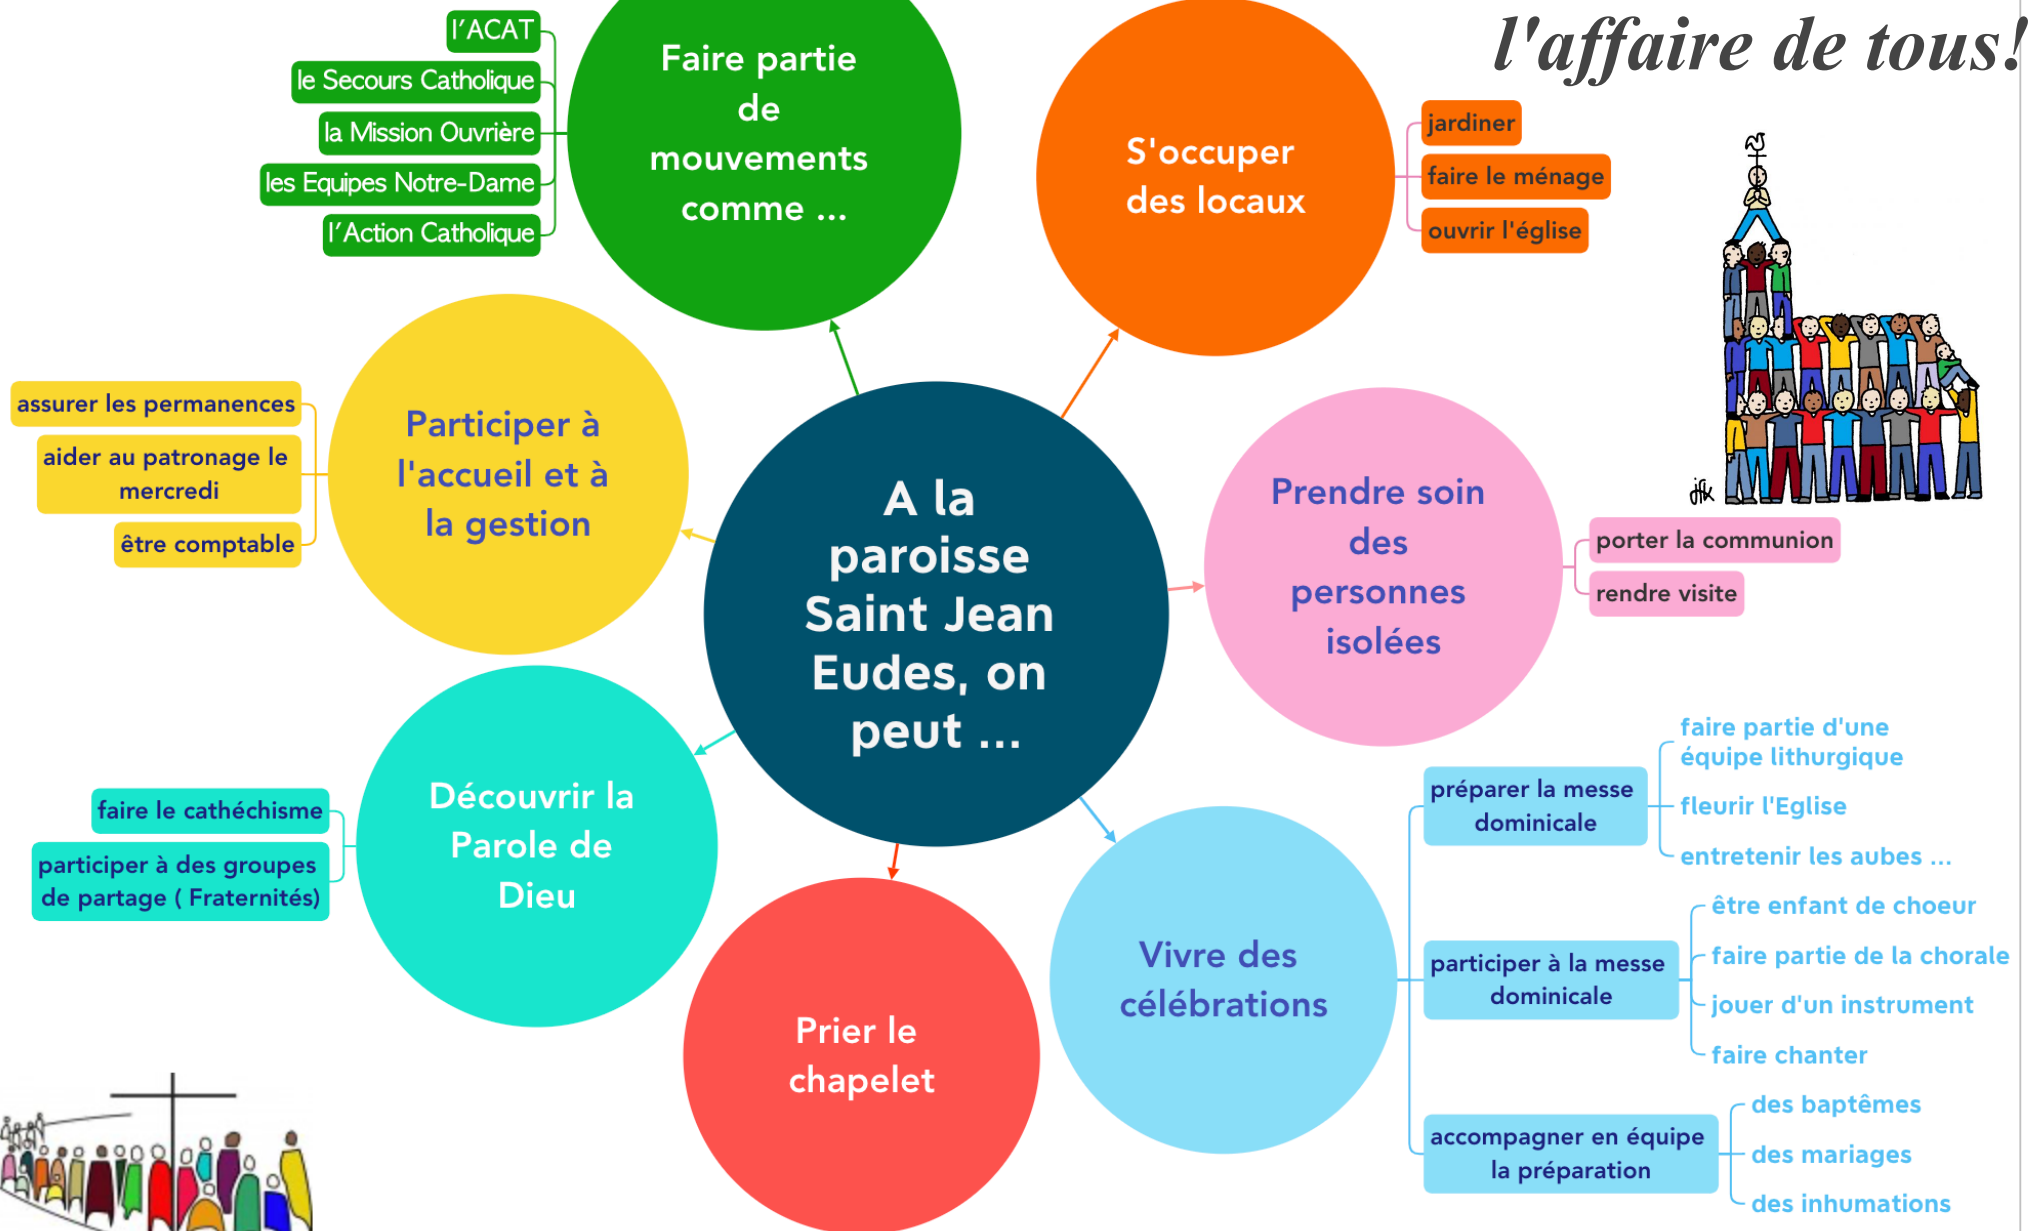 l'affaire de tous!
l'ACAT
le Secours Catholique
la Mission Ouvrière
les Equipes Notre-Dame
l'Action Catholique
Faire partie
de
mouvements
comme ...
S'occuper
des locaux
jardiner
faire le ménage
ouvrir l'église
assurer les permanences
aider au patronage le
mercredi
être comptable
Participer à
l'accueil et à
la gestion
A la
paroisse
Saint Jean
Eudes, on
peut ...
Prendre soin
des
personnes
isolées
porter la communion
rendre visite
faire le cathéchisme
participer à des groupes
de partage ( Fraternités)
Découvrir la
Parole de
Dieu
Prier le
chapelet
Vivre des
célébrations
préparer la messe
dominicale
faire partie d'une
équipe lithurgique
fleurir l'Eglise
entretenir les aubes ...
participer à la messe
dominicale
être enfant de choeur
faire partie de la chorale
jouer d'un instrument
faire chanter
accompagner en équipe
la préparation
des baptêmes
des mariages
des inhumations